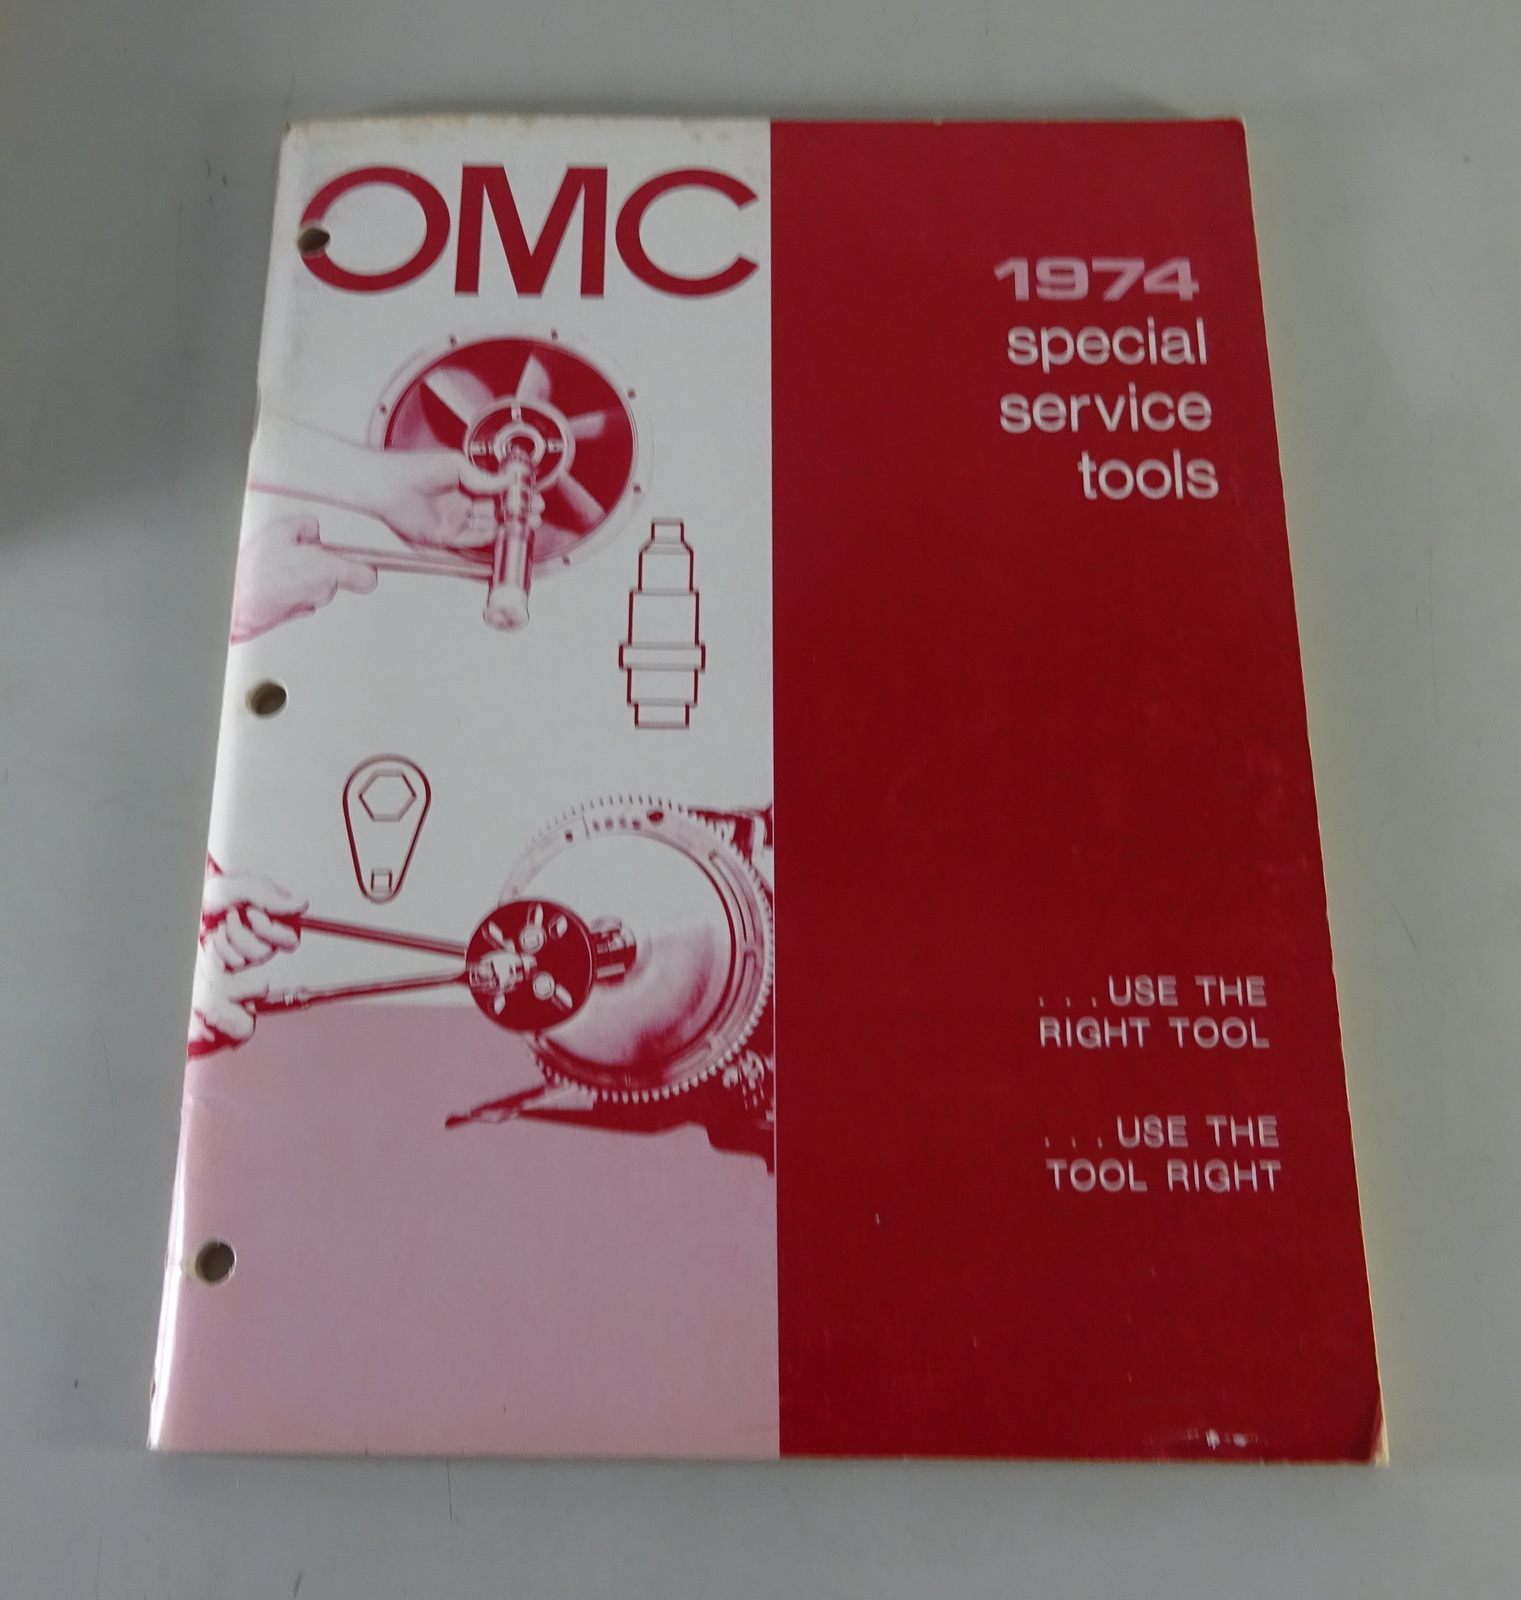 OMC
1974
special
service
tools
. . . USE THE
RIGHT TOOL
. . . USE THE
TOOL RIGHT